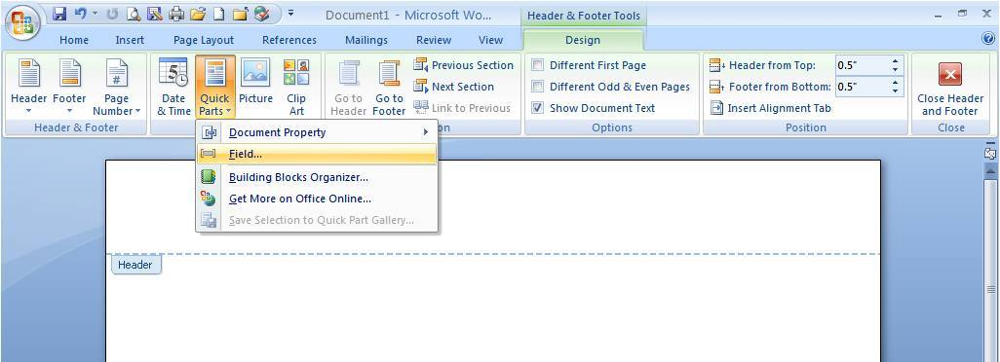 Document1 - Microsoft Wo...
Header & Footer Tools
Home Insert Page Layout References Mailings Review View Design
Header
Footer
Page Number
Header & Footer
Date & Time
Quick Parts
Picture
Clip Art
Go to Header
Go to Footer
Previous Section
Next Section
Link to Previous
on
Different First Page
Different Odd & Even Pages
Show Document Text
Options
Header from Top: 0.5"
Footer from Bottom: 0.5"
Insert Alignment Tab
Position
Close Header and Footer
Close
Document Property
Field...
Building Blocks Organizer...
Get More on Office Online...
Save Selection to Quick Part Gallery...
Header